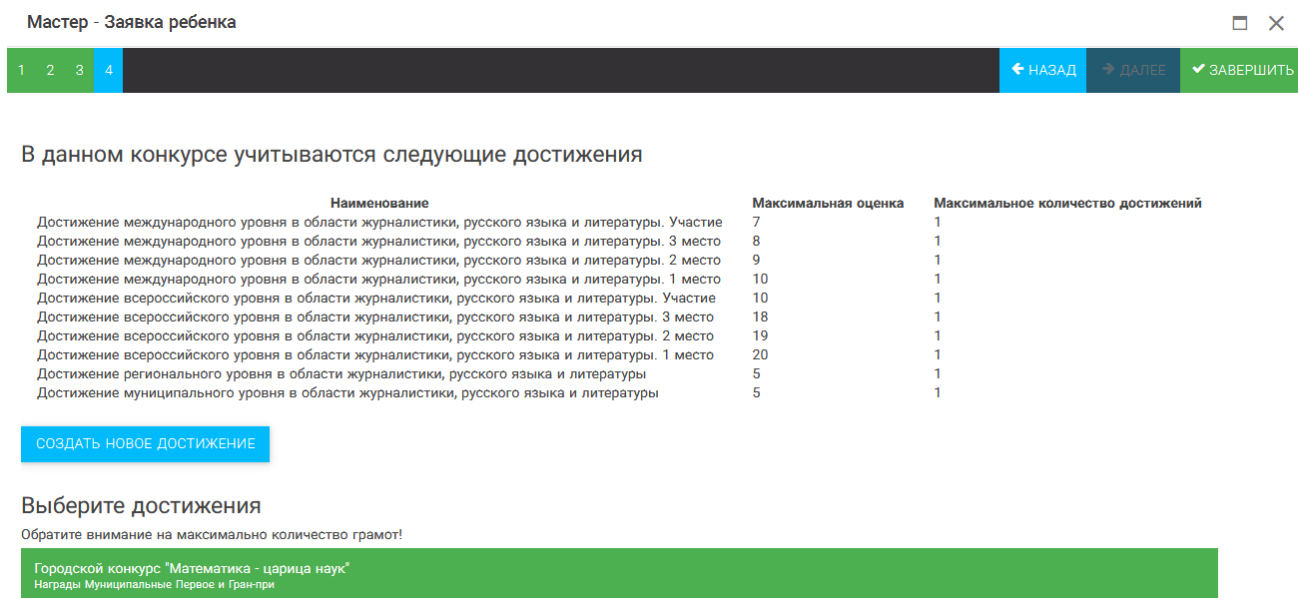 Мастер - Заявка ребенка
1 2 3 4 НАЗАД ДАЛЕЕ ЗАВЕРШИТЬ
В данном конкурсе учитываются следующие достижения
Наименование Максимальная оценка Максимальное количество достижений
Достижение международного уровня в области журналистики, русского языка и литературы. Участие 7 1
Достижение международного уровня в области журналистики, русского языка и литературы. 3 место 8 1
Достижение международного уровня в области журналистики, русского языка и литературы. 2 место 9 1
Достижение международного уровня в области журналистики, русского языка и литературы. 1 место 10 1
Достижение всероссийского уровня в области журналистики, русского языка и литературы. Участие 10 1
Достижение всероссийского уровня в области журналистики, русского языка и литературы. 3 место 18 1
Достижение всероссийского уровня в области журналистики, русского языка и литературы. 2 место 19 1
Достижение всероссийского уровня в области журналистики, русского языка и литературы. 1 место 20 1
Достижение регионального уровня в области журналистики, русского языка и литературы 5 1
Достижение муниципального уровня в области журналистики, русского языка и литературы 5 1
СОЗДАТЬ НОВОЕ ДОСТИЖЕНИЕ
Выберите достижения
Обратите внимание на максимально количество грамот!
Городской конкурс "Математика - царица наук"
Награды Муниципальные Первое и Гран-при